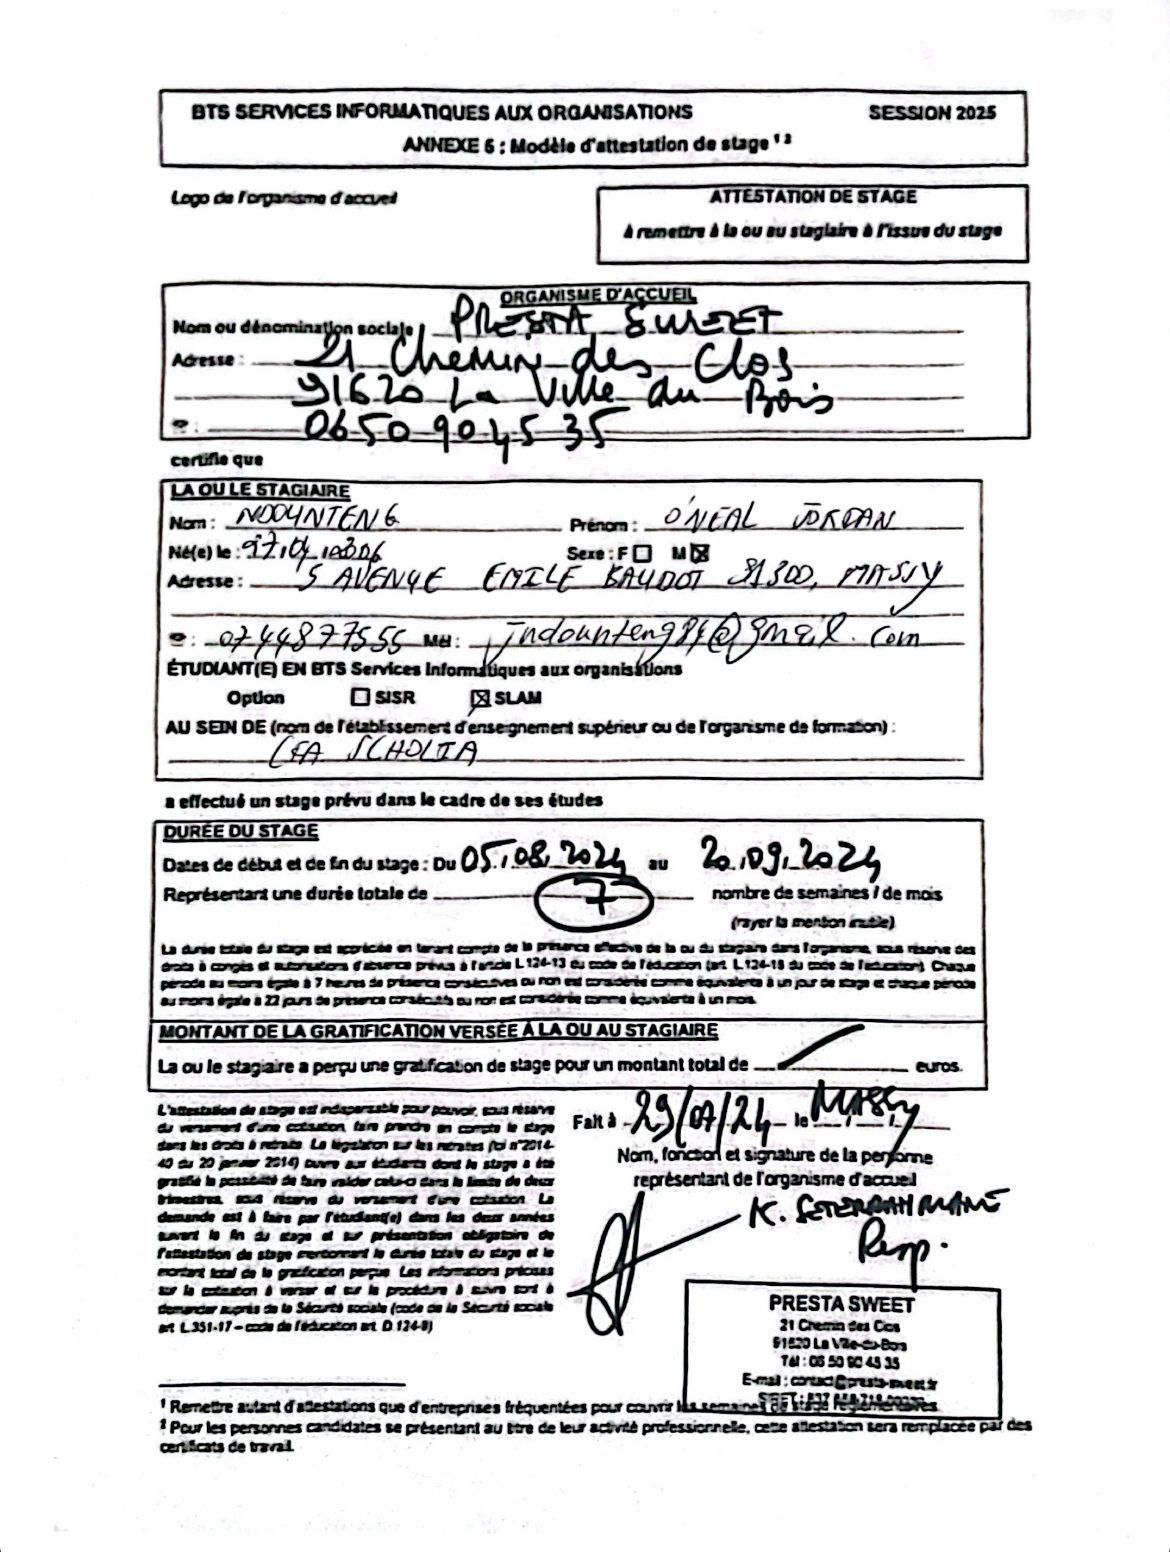 BTS SERVICES INFORMATIQUES AUX ORGANISATIONS SESSION 2025
ANNEXE 6 : Modèle d'attestation de stage ¹ ²
Logo de l'organisme d'accueil
ATTESTATION DE STAGE
à remettre à la ou au stagiaire à l'issue du stage
ORGANISME D'ACCUEIL
Nom ou dénomination sociale : PRESTA SWEET
Adresse : 21 Chemin des Clos
91620 La Ville du Bois
☎ : 06 50 90 45 35
certifie que
LA OU LE STAGIAIRE
Nom : NDOUNTENG Prénom : O'NEAL JORDAN
Né(e) le : Sexe : F ☐ M ☒
Adresse : 5 AVENUE EMILE BAUDOT 91300, MASSY
☎ : 0744877555 Mél : jndounteng84@gmail.com
ÉTUDIANT(E) EN BTS Services Informatiques aux organisations
Option ☐ SISR ☒ SLAM
AU SEIN DE (nom de l'établissement d'enseignement supérieur ou de l'organisme de formation) :
CFA SCHOLIA
a effectué un stage prévu dans le cadre de ses études
DURÉE DU STAGE
Dates de début et de fin du stage : Du 05.08.2024 au 20.09.2024
Représentant une durée totale de 7 nombre de semaines / de mois
(rayer la mention inutile)
La durée totale du stage est appréciée en tenant compte de la présence effective de la ou du stagiaire dans l'organisme, sous réserve des
droits à congés et autorisations d'absence prévus à l'article L.124-13 du code de l'éducation (art. L.124-18 du code de l'éducation). Chaque
période au moins égale à 7 heures de présence consécutives ou non est considérée comme équivalente à un jour de stage et chaque période
au moins égale à 22 jours de présence consécutifs ou non est considérée comme équivalente à un mois.
MONTANT DE LA GRATIFICATION VERSÉE À LA OU AU STAGIAIRE
La ou le stagiaire a perçu une gratification de stage pour un montant total de / euros.
L'attestation de stage est indispensable pour pouvoir, sous réserve
du versement d'une cotisation, faire prendre en compte le stage
dans les droits à retraite. La législation sur les retraites (loi n°2014-
40 du 20 janvier 2014) ouvre aux étudiants dont le stage a été
gratifié la possibilité de faire valider celui-ci dans la limite de deux
trimestres, sous réserve du versement d'une cotisation. La
demande est à faire par l'étudiant(e) dans les deux années
suivant la fin du stage et sur présentation obligatoire de
l'attestation de stage mentionnant la durée totale du stage et le
montant total de la gratification perçue. Les informations précises
sur la cotisation à verser et sur la procédure à suivre sont à
demander auprès de la Sécurité sociale (code de la Sécurité sociale
art. L.351-17 – code de l'éducation art. D.124-9)
Fait à 29/07/24 le MASSY
Nom, fonction et signature de la personne
représentant de l'organisme d'accueil
K.
Resp.
PRESTA SWEET
21 Chemin des Clos
91620 La Ville-du-Bois
Tél : 06 50 90 45 35
E-mail : contact@presta-sweet.fr
¹ Remettre autant d'attestations que d'entreprises fréquentées pour couvrir les semaines de stage réglementaires.
² Pour les personnes candidates se présentant au titre de leur activité professionnelle, cette attestation sera remplacée par des
certificats de travail.